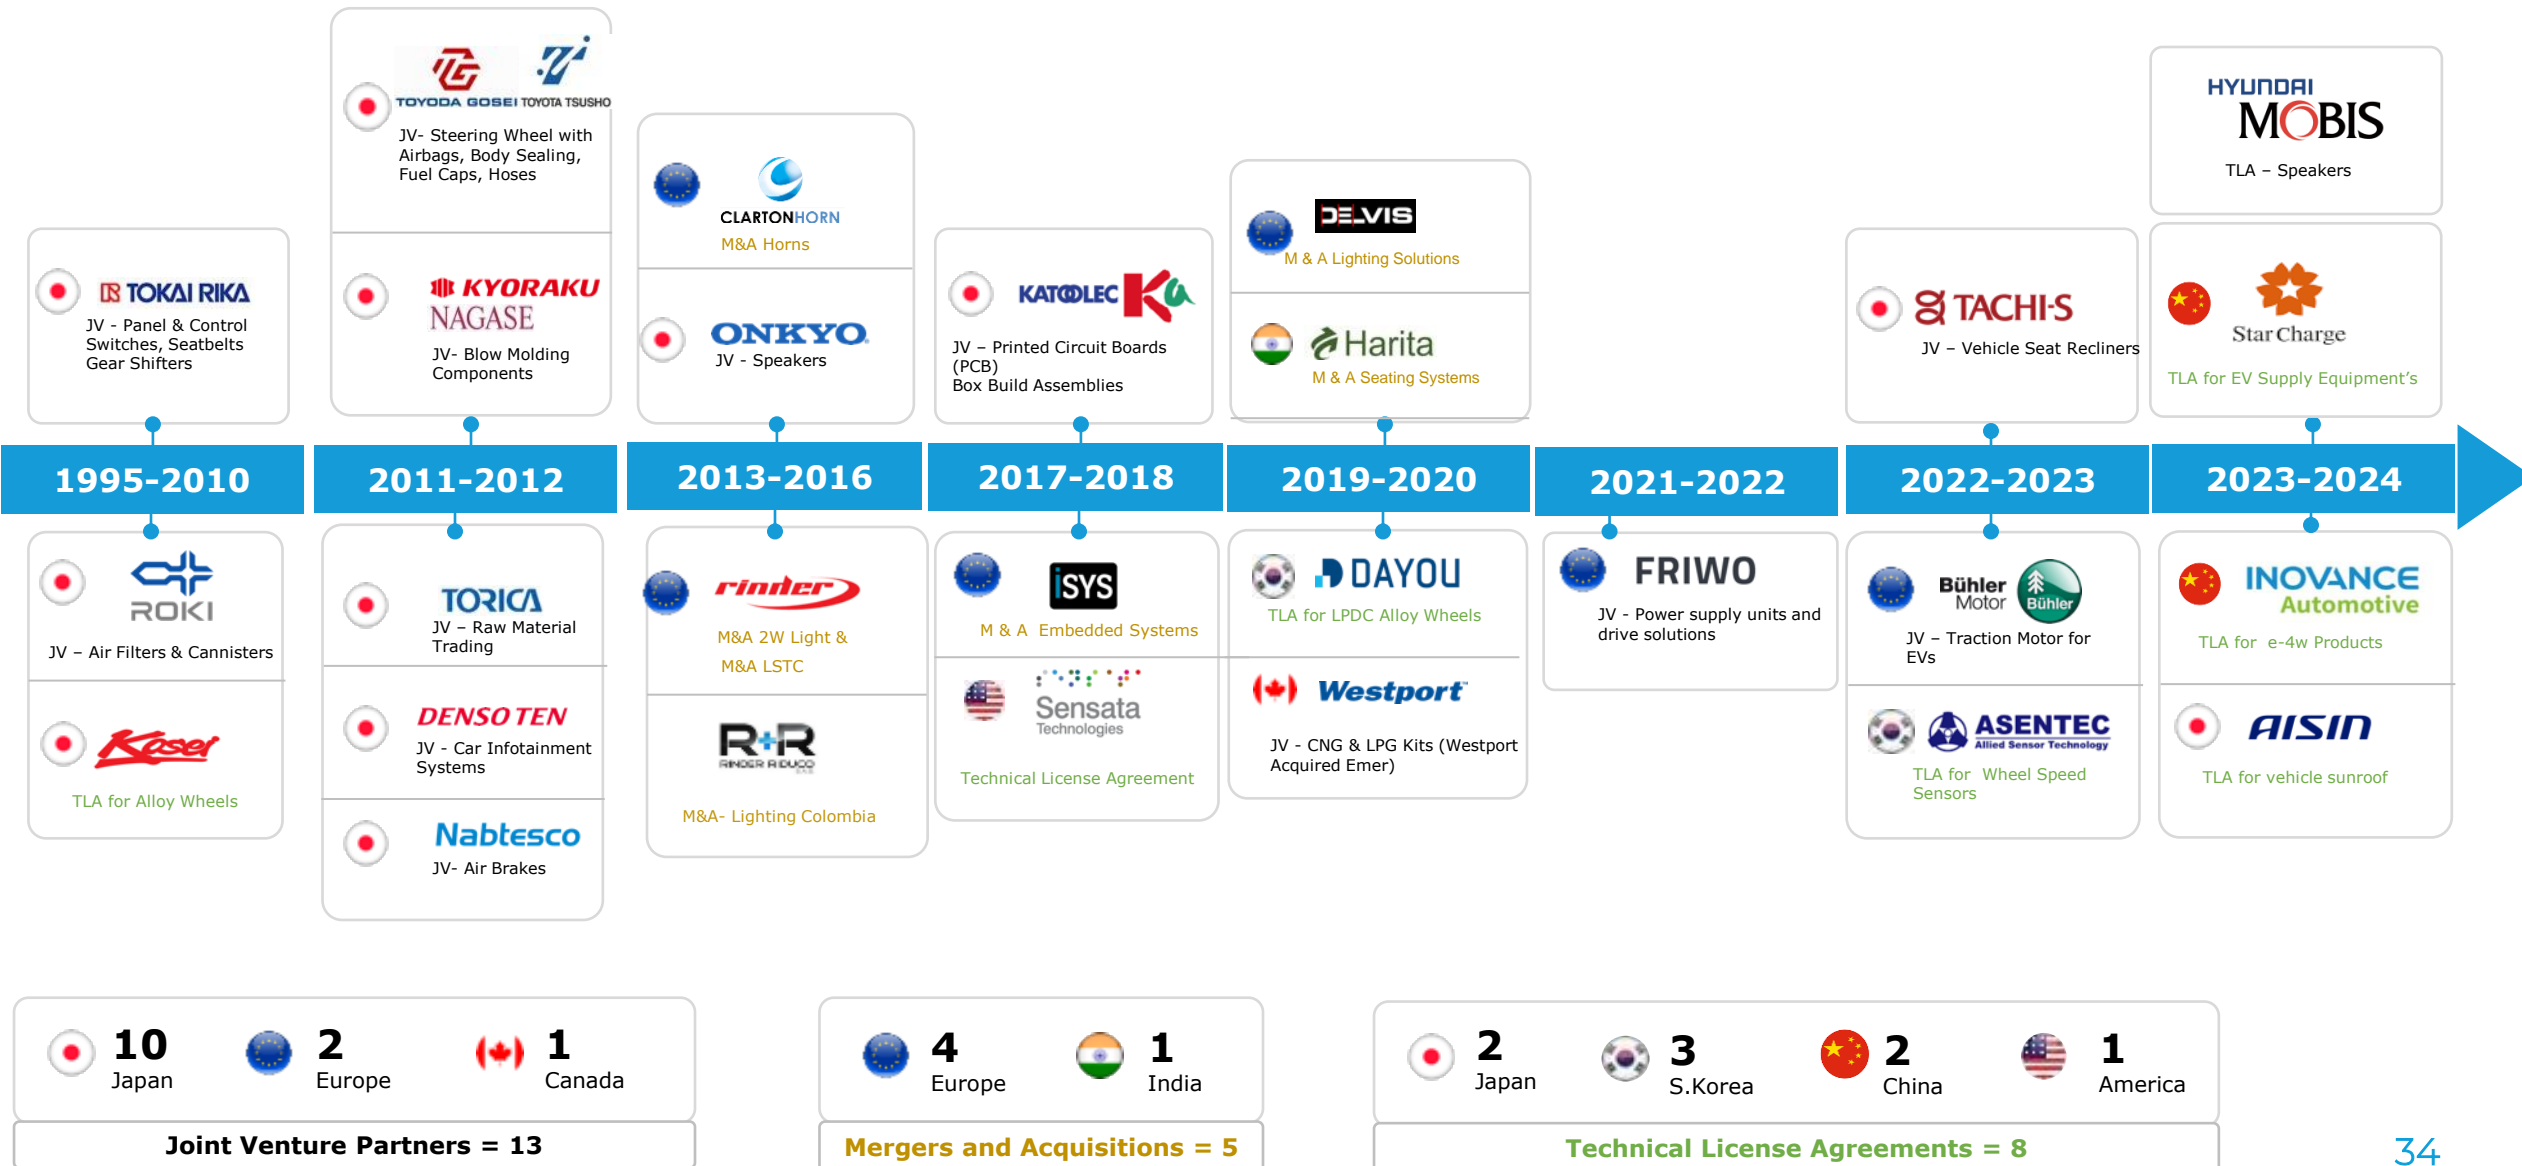 TOYODA GOSEI TOYOTA TSUSHO
JV- Steering Wheel with
Airbags, Body Sealing,
Fuel Caps, Hoses
KYORAKU
NAGASE
JV- Blow Molding
Components
TOKAI RIKA
JV - Panel & Control
Switches, Seatbelts
Gear Shifters
CLARTONHORN
M&A Horns
ONKYO
JV - Speakers
KATOLEC Ka
JV – Printed Circuit Boards
(PCB)
Box Build Assemblies
DELVIS
M & A Lighting Solutions
Harita
M & A Seating Systems
TACHI-S
JV – Vehicle Seat Recliners
HYUNDAI
MOBIS
TLA – Speakers
Star Charge
TLA for EV Supply Equipment’s
1995-2010
2011-2012
2013-2016
2017-2018
2019-2020
2021-2022
2022-2023
2023-2024
ROKI
JV – Air Filters & Cannisters
Kosei
TLA for Alloy Wheels
TORICA
JV – Raw Material
Trading
DENSO TEN
JV - Car Infotainment
Systems
Nabtesco
JV- Air Brakes
rinder
M&A 2W Light &
M&A LSTC
R+R
RINDER RIDUCO
S.A.S
M&A- Lighting Colombia
iSYS
M & A  Embedded Systems
Sensata
Technologies
Technical License Agreement
DAYOU
TLA for LPDC Alloy Wheels
Westport™
JV - CNG & LPG Kits (Westport
Acquired Emer)
FRIWO
JV - Power supply units and
drive solutions
Bühler
Motor
Bühler
JV – Traction Motor for
EVs
ASENTEC
Allied Sensor Technology
TLA for  Wheel Speed
Sensors
INOVANCE
Automotive
TLA for  e-4w Products
AISIN
TLA for vehicle sunroof
10
Japan
2
Europe
1
Canada
Joint Venture Partners = 13
4
Europe
1
India
Mergers and Acquisitions = 5
2
Japan
3
S.Korea
2
China
1
America
Technical License Agreements = 8
34